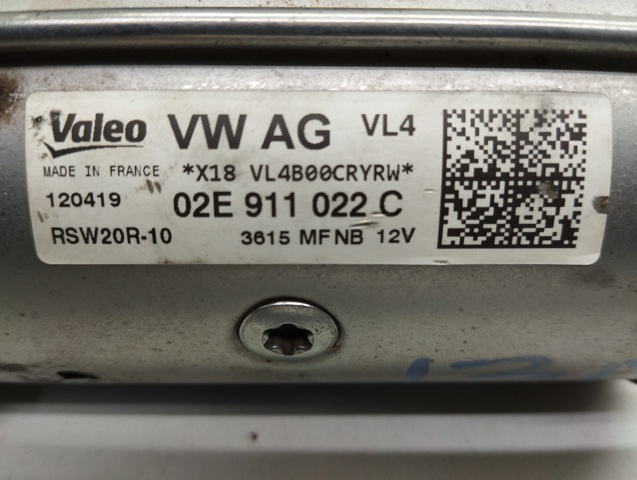 Valeo VW AG VL4
MADE IN FRANCE *X18 VL4B00CRYRW*
120419 02E 911 022 C
RSW20R-10 3615 MFNB 12V